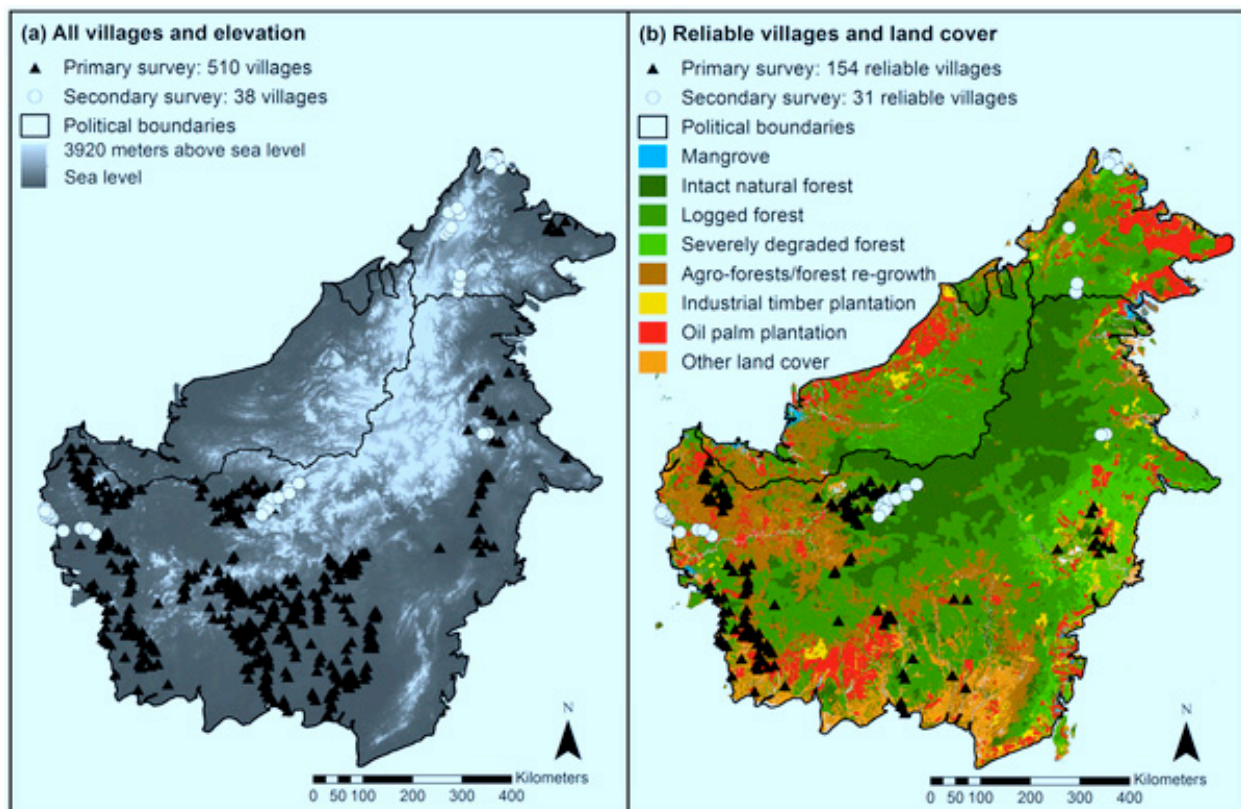 (a) All villages and elevation
Primary survey: 510 villages
Secondary survey: 38 villages
Political boundaries
3920 meters above sea level
Sea level
N
Kilometers
0 50 100 200 300 400
(b) Reliable villages and land cover
Primary survey: 154 reliable villages
Secondary survey: 31 reliable villages
Political boundaries
Mangrove
Intact natural forest
Logged forest
Severely degraded forest
Agro-forests/forest re-growth
Industrial timber plantation
Oil palm plantation
Other land cover
N
Kilometers
0 50 100 200 300 400